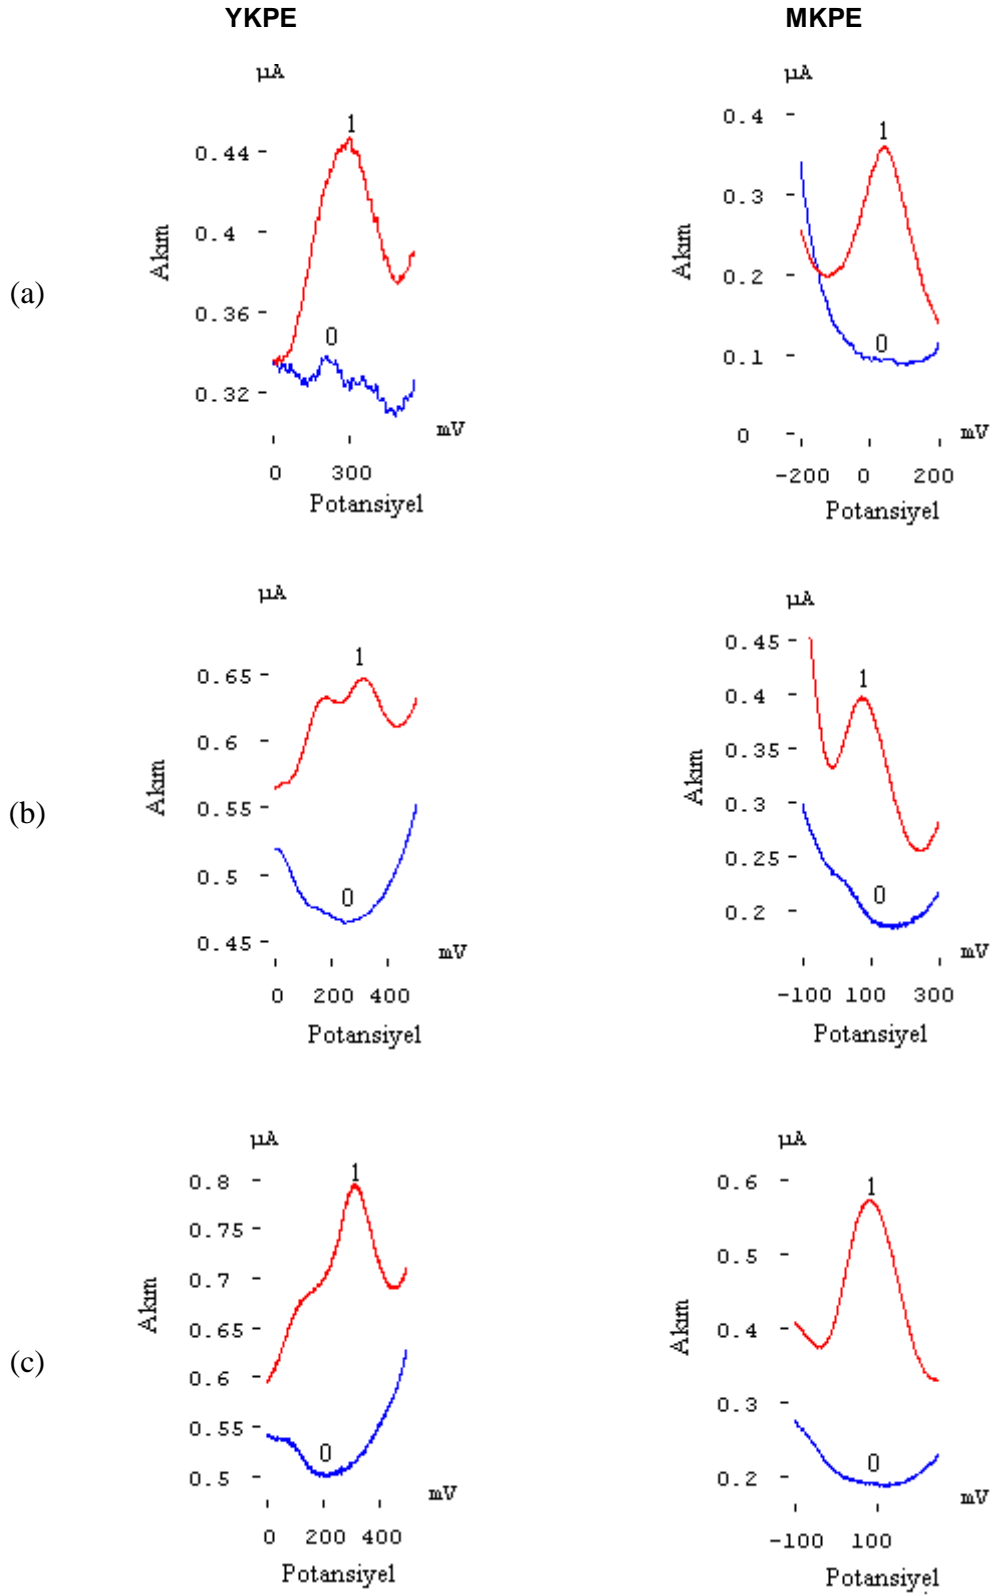 YKPE MKPE
(a)
µA
1
0.44
0.4
0.36
0
0.32
Akım
mV
0 300
Potansiyel
µA
0.4
1
0.3
0.2
0
0.1
0
Akım
mV
-200 0 200
Potansiyel
(b)
µA
1
0.65
0.6
0.55
0.5
0
0.45
Akım
mV
0 200 400
Potansiyel
µA
0.45
0.4
1
0.35
0.3
0.25
0.2
0
Akım
mV
-100 100 300
Potansiyel
(c)
µA
1
0.8
0.75
0.7
0.65
0.6
0.55
0
0.5
Akım
mV
0 200 400
Potansiyel
µA
0.6
1
0.5
0.4
0.3
0
0.2
Akım
mV
-100 100
Potansiyel